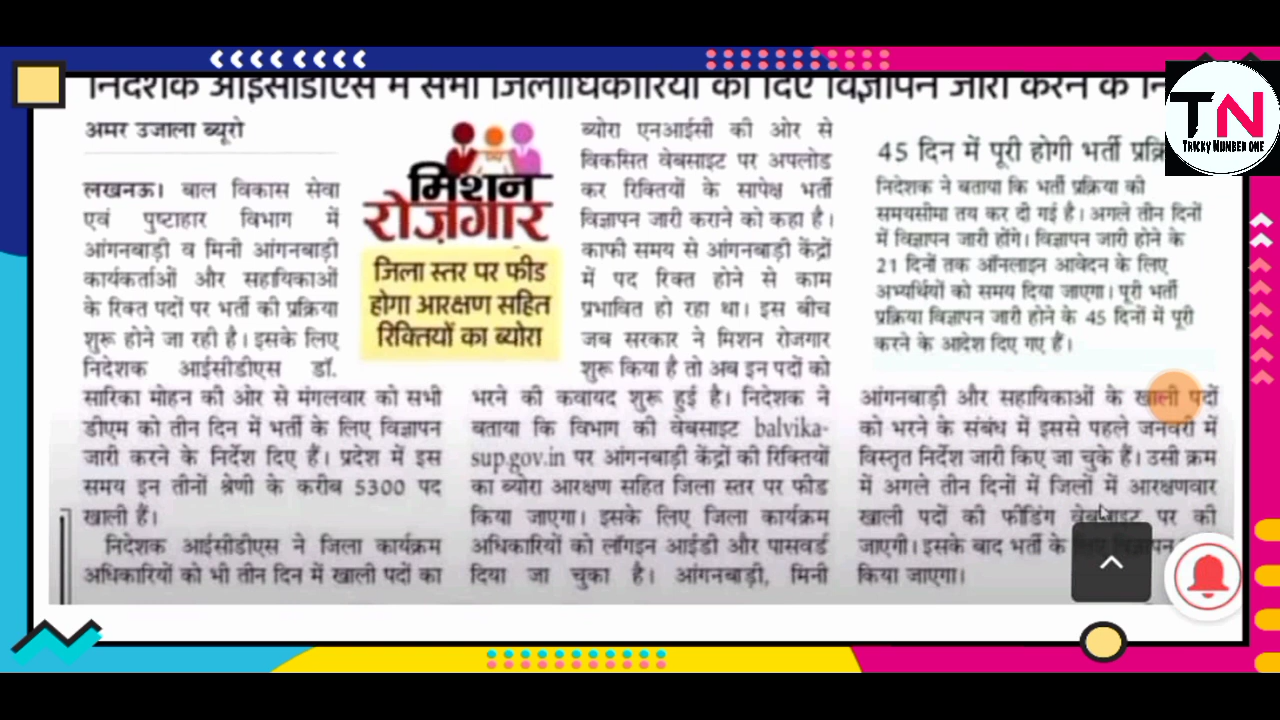 अमर उजाला ब्यूरो
लखनऊ। बाल विकास सेवा
एवं पुष्टाहार विभाग में
आंगनबाड़ी व मिनी आंगनबाड़ी
कार्यकर्ताओं और सहायिकाओं
के रिक्त पदों पर भर्ती की प्रक्रिया
शुरू होने जा रही है। इसके लिए
निदेशक आईसीडीएस डॉ.
सारिका मोहन की ओर से मंगलवार को सभी
डीएम को तीन दिन में भर्ती के लिए विज्ञापन
जारी करने के निर्देश दिए हैं। प्रदेश में इस
समय इन तीनों श्रेणी के करीब 5300 पद
खाली हैं।
निदेशक आईसीडीएस ने जिला कार्यक्रम
अधिकारियों को भी तीन दिन में खाली पदों का
मिशन
रोज़गार
जिला स्तर पर फीड
होगा आरक्षण सहित
रिक्तियों का ब्योरा
ब्योरा एनआईसी की ओर से
विकसित वेबसाइट पर अपलोड
कर रिक्तियों के सापेक्ष भर्ती
विज्ञापन जारी कराने को कहा है।
काफी समय से आंगनबाड़ी केंद्रों
में पद रिक्त होने से काम
प्रभावित हो रहा था। इस बीच
जब सरकार ने मिशन रोजगार
शुरू किया है तो अब इन पदों को
भरने की कवायद शुरू हुई है। निदेशक ने
बताया कि विभाग की वेबसाइट balvika-
sup.gov.in पर आंगनबाड़ी केंद्रों की रिक्तियों
का ब्योरा आरक्षण सहित जिला स्तर पर फीड
किया जाएगा। इसके लिए जिला कार्यक्रम
अधिकारियों को लॉगइन आईडी और पासवर्ड
दिया जा चुका है। आंगनबाड़ी, मिनी
45 दिन में पूरी होगी भर्ती
निदेशक ने बताया कि भर्ती प्रक्रिया की
समयसीमा तय कर दी गई है। अगले तीन दिनों
में विज्ञापन जारी होंगे। विज्ञापन जारी होने के
21 दिनों तक ऑनलाइन आवेदन के लिए
अभ्यर्थियों को समय दिया जाएगा। पूरी भर्ती
प्रक्रिया विज्ञापन जारी होने के 45 दिनों में पूरी
करने के आदेश दिए गए हैं।
आंगनबाड़ी और सहायिकाओं के खाली पदों
को भरने के संबंध में इससे पहले जनवरी में
विस्तृत निर्देश जारी किए जा चुके हैं। उसी क्रम
में अगले तीन दिनों में जिलों में आरक्षणवार
खाली पदों की फीडिंग वेबसाइट पर की
जाएगी। इसके बाद भर्ती के
किया जाएगा।
TN
TRICKY NUMBER ONE